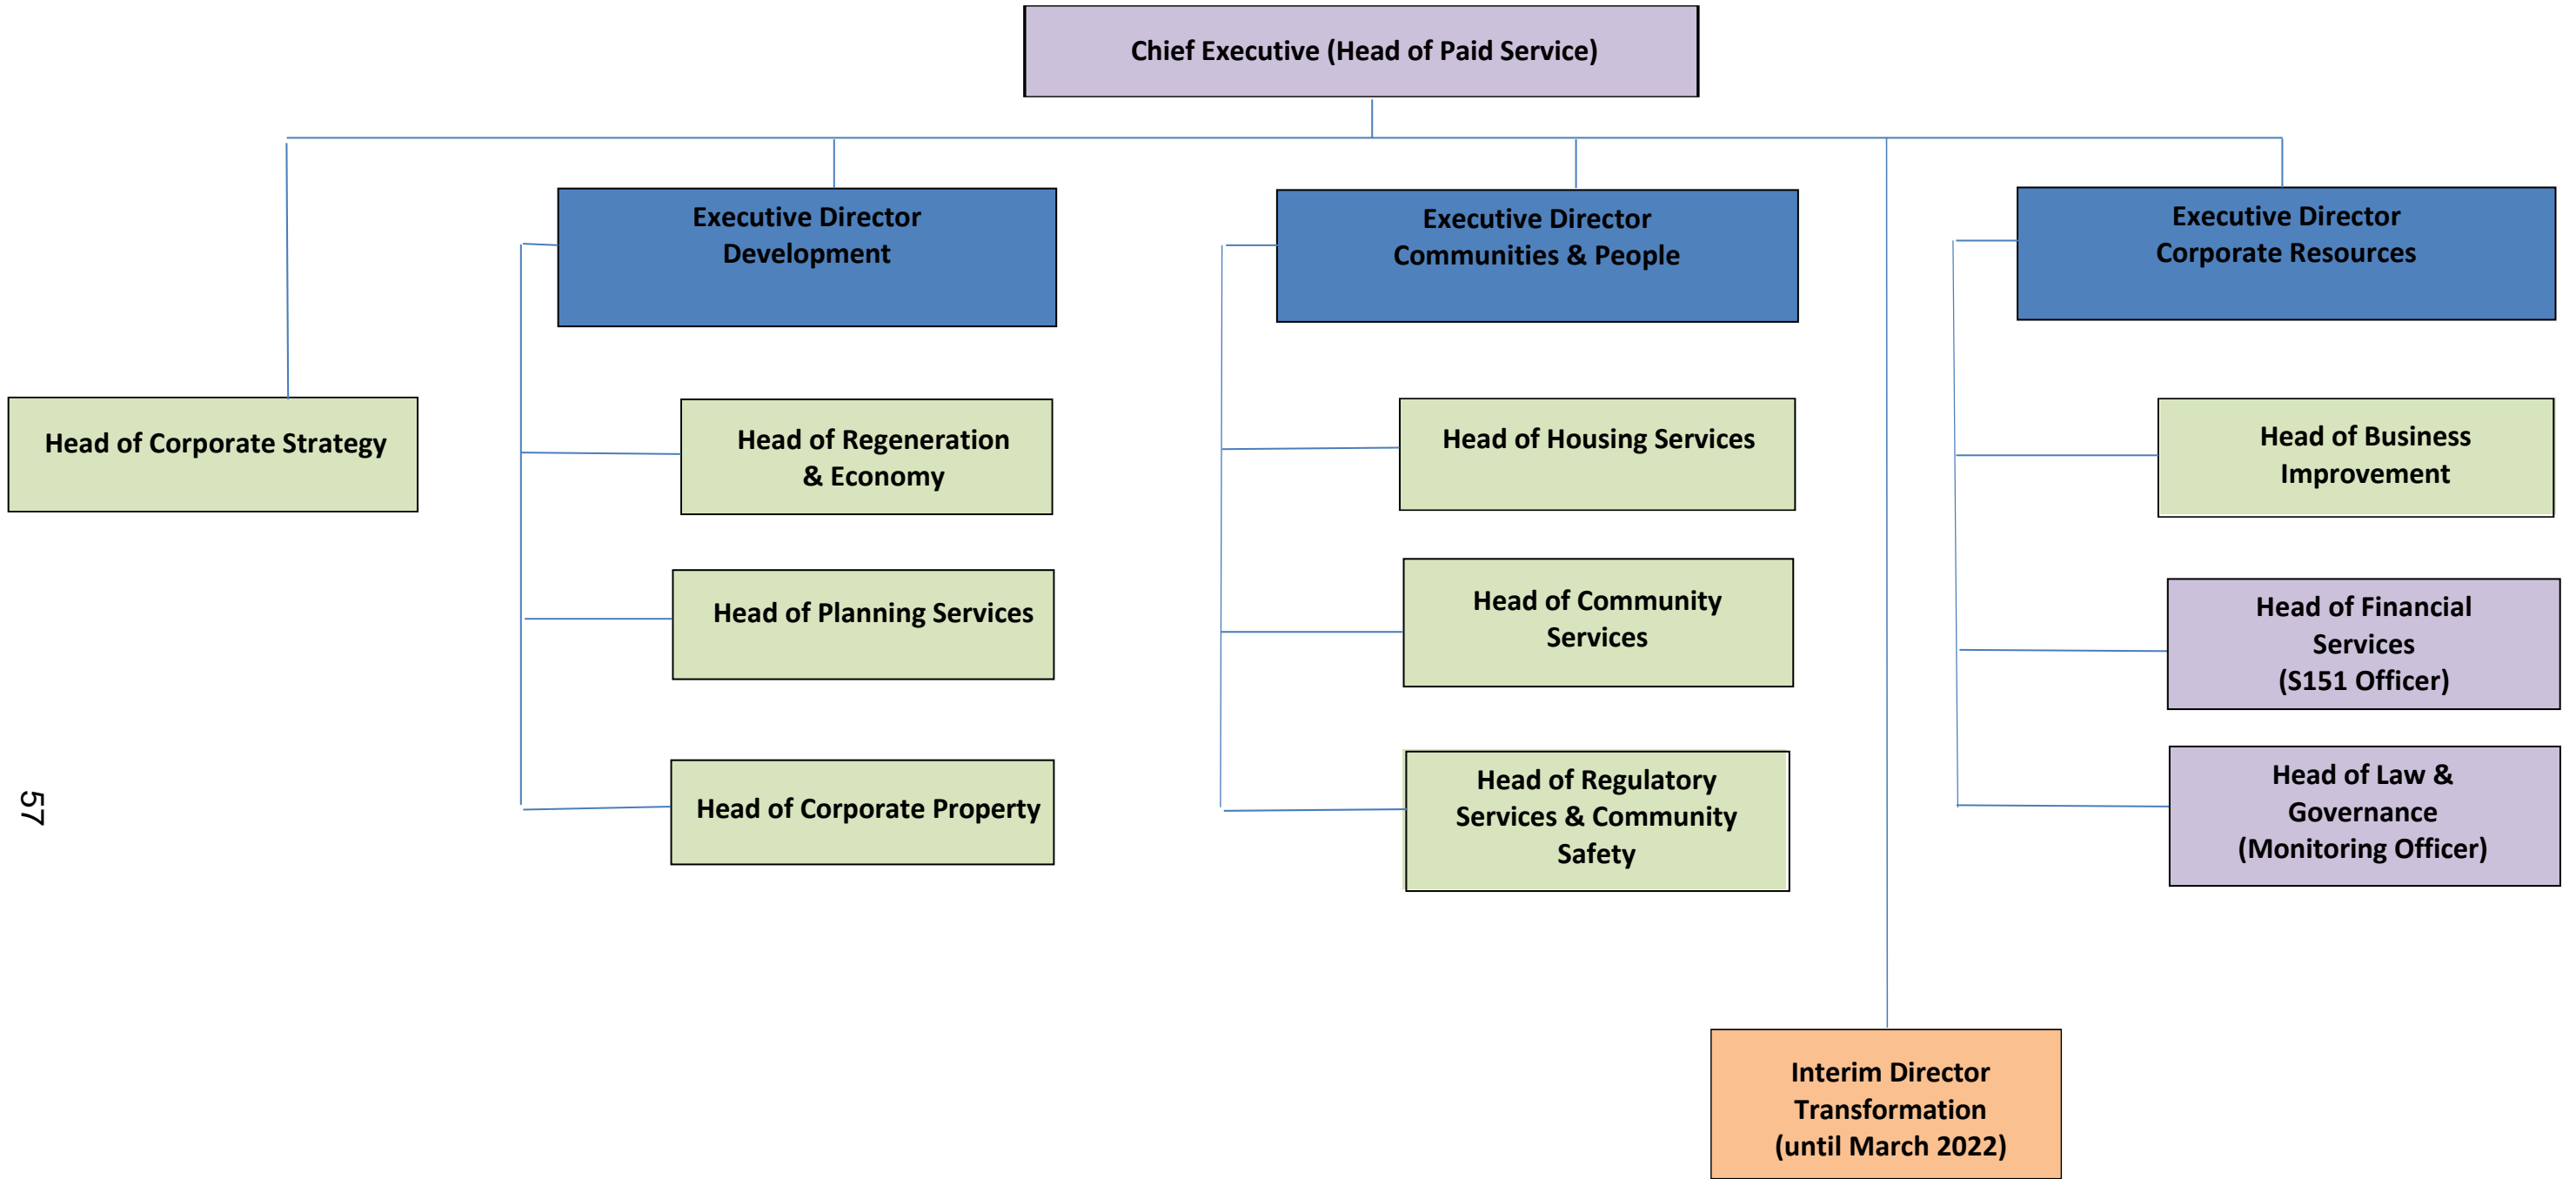 Chief Executive (Head of Paid Service)
Executive Director
Development
Executive Director
Communities & People
Executive Director
Corporate Resources
Head of Corporate Strategy
Head of Regeneration
& Economy
Head of Housing Services
Head of Business
Improvement
Head of Planning Services
Head of Community
Services
Head of Financial
Services
(S151 Officer)
Head of Corporate Property
Head of Regulatory
Services & Community
Safety
Head of Law &
Governance
(Monitoring Officer)
Interim Director
Transformation
(until March 2022)
57